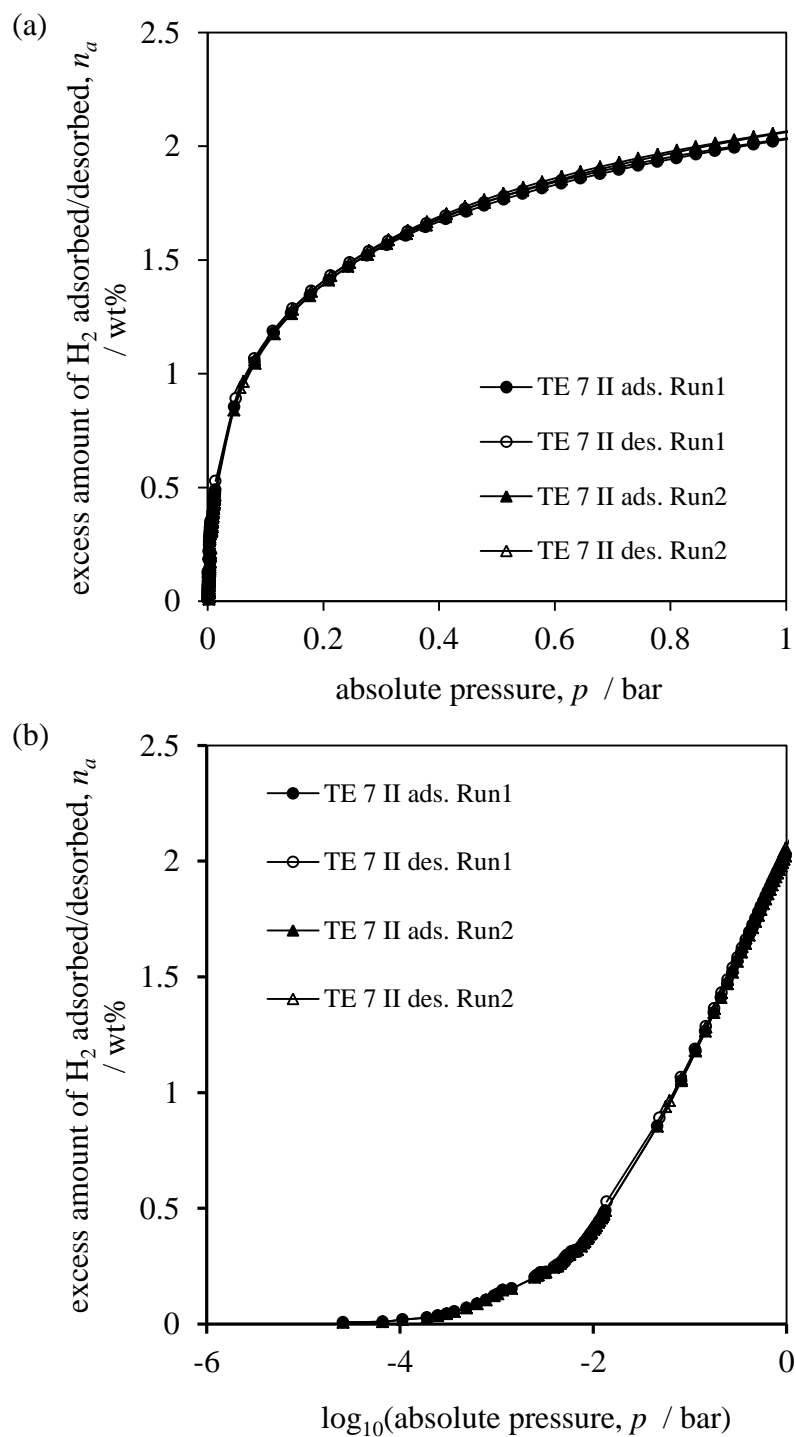 (a)
excess amount of H2 adsorbed/desorbed, na
/ wt%
2.5
2
1.5
1
0.5
0
0 0.2 0.4 0.6 0.8 1
absolute pressure, p / bar
TE 7 II ads. Run1
TE 7 II des. Run1
TE 7 II ads. Run2
TE 7 II des. Run2
(b)
excess amount of H2 adsorbed/desorbed, na
/ wt%
2.5
2
1.5
1
0.5
0
-6 -4 -2 0
log10(absolute pressure, p / bar)
TE 7 II ads. Run1
TE 7 II des. Run1
TE 7 II ads. Run2
TE 7 II des. Run2